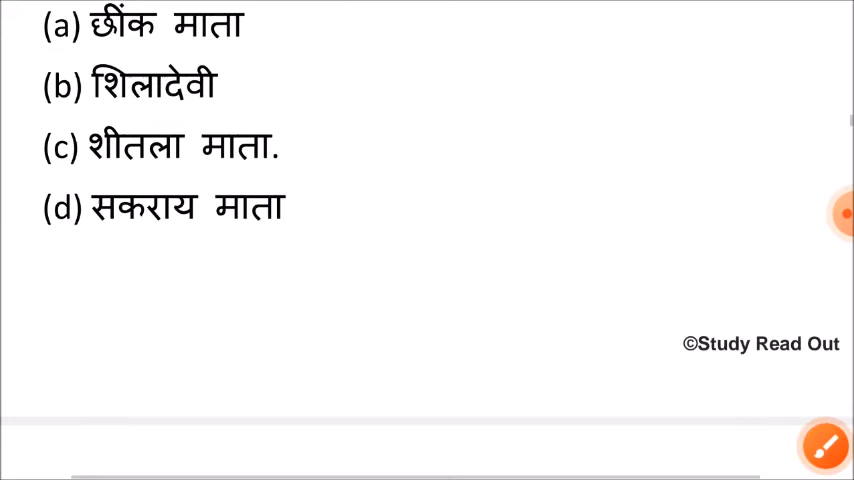 (a) छींक माता
(b) शिलादेवी
(c) शीतला माता.
(d) सकराय माता
©Study Read Out